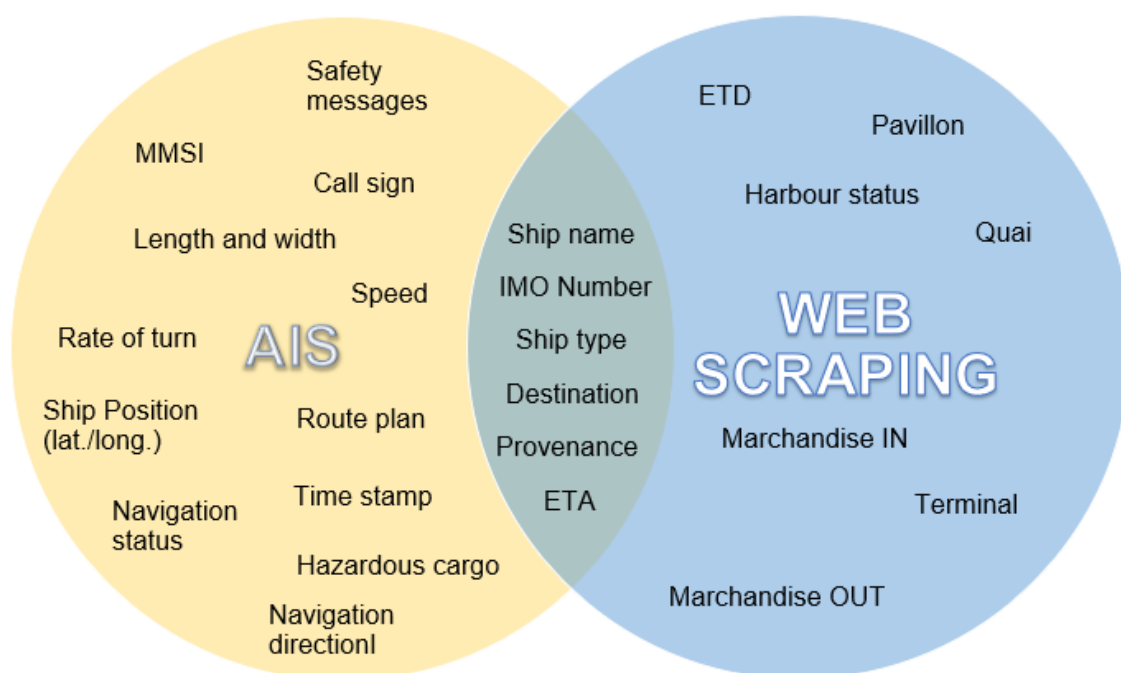 Safety
messages
MMSI
Call sign
Length and width
Speed
Rate of turn
AIS
Ship Position
(lat./long.)
Route plan
Time stamp
Navigation
status
Hazardous cargo
Navigation
directionl
Ship name
IMO Number
Ship type
Destination
Provenance
ETA
ETD
Pavillon
Harbour status
Quai
WEB
SCRAPING
Marchandise IN
Terminal
Marchandise OUT